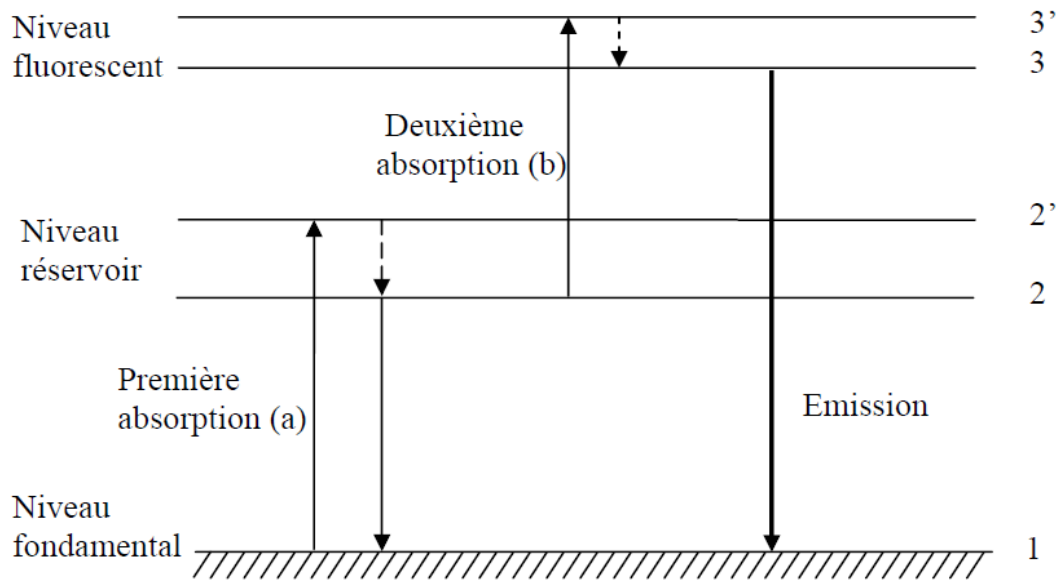 Niveau
fluorescent
3’
3
Deuxième
absorption (b)
Niveau
réservoir
2’
2
Première
absorption (a)
Emission
Niveau
fondamental
1